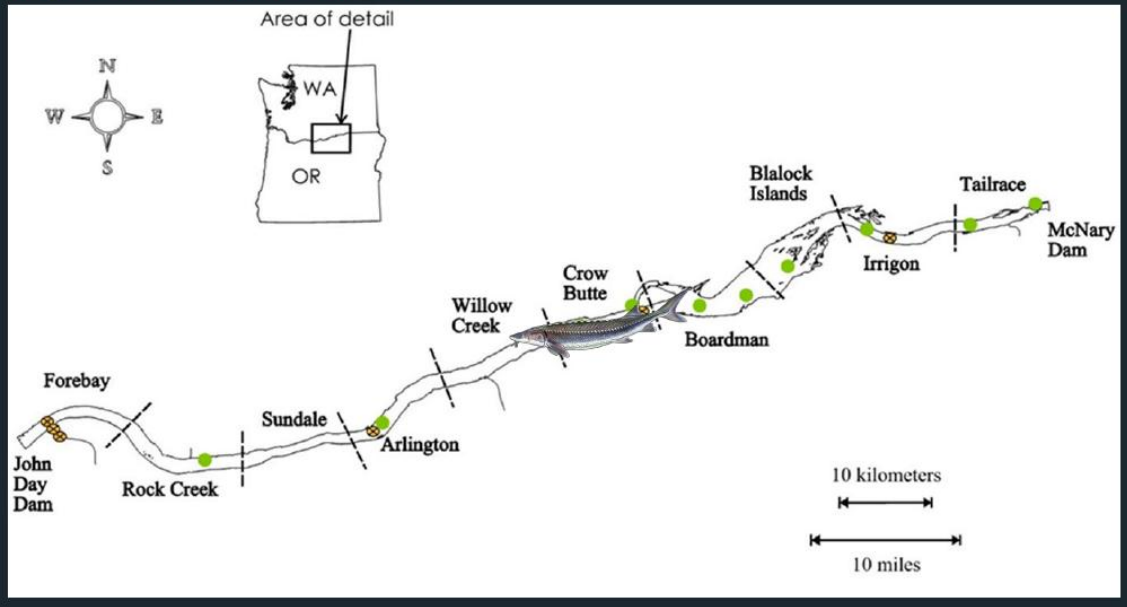 Area of detail
N
W
E
S
WA
OR
Blalock
Islands
Tailrace
McNary
Dam
Irrigon
Crow
Butte
Willow
Creek
Boardman
Forebay
Sundale
Arlington
John
Day
Dam
Rock Creek
10 kilometers
10 miles